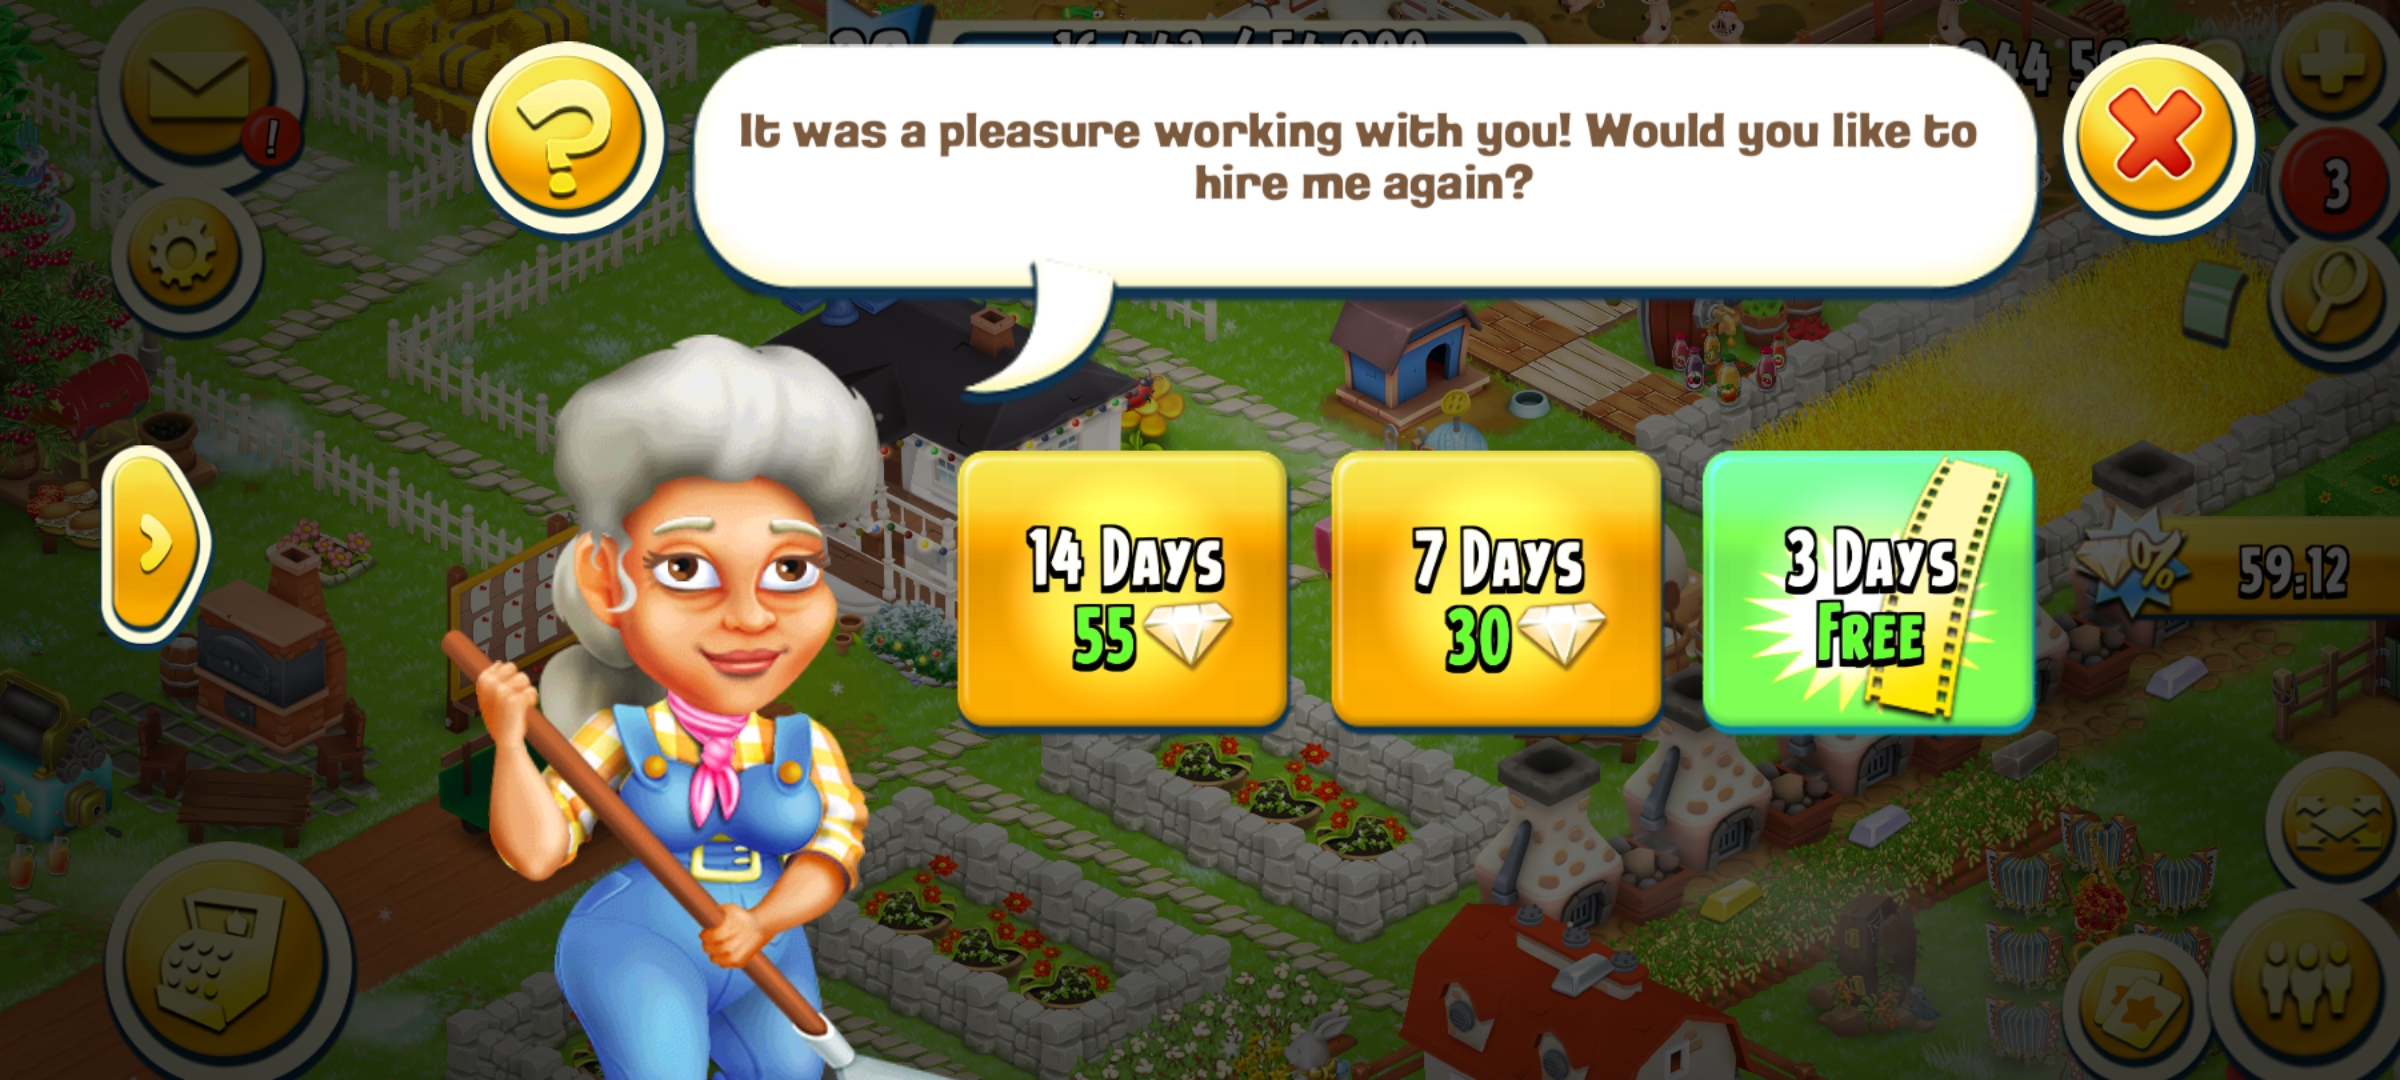 It was a pleasure working with you! Would you like to
hire me again?
!
3
14 Days
55
7 Days
30
3 Days
Free
%
59:12